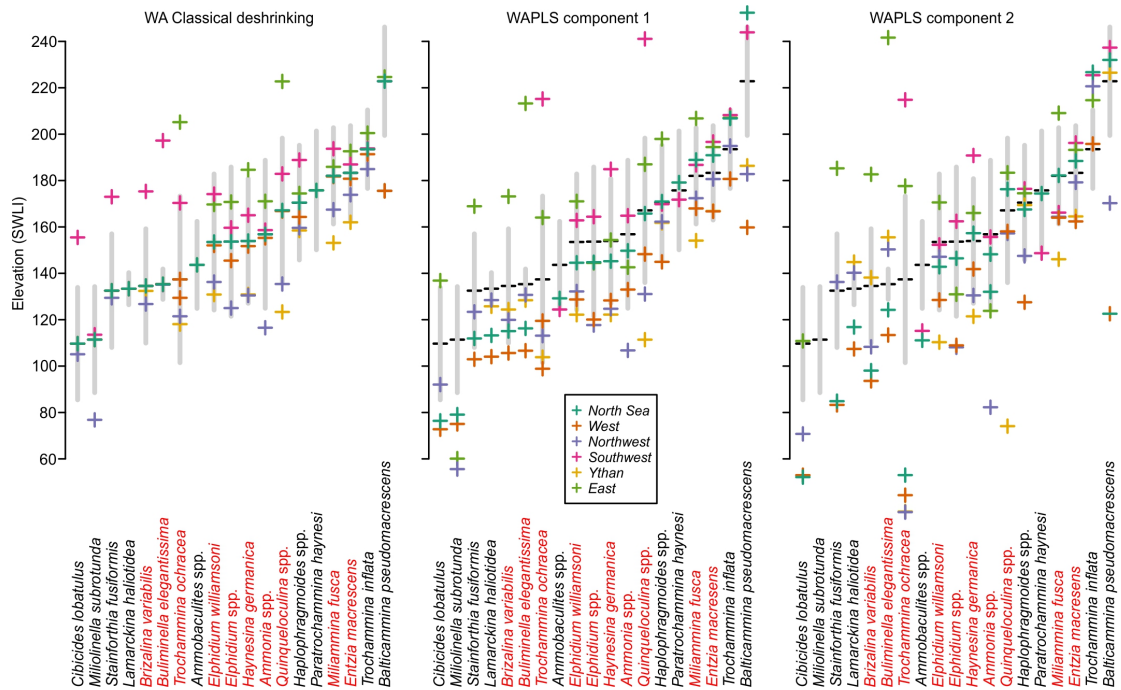 WA Classical deshrinking
WAPLS component 1
WAPLS component 2
Elevation (SWLI)
240
220
200
180
160
140
120
100
80
60
North Sea
West
Northwest
Southwest
Ythan
East
Cibicides lobatulus
Miliolinella subrotunda
Stainforthia fusiformis
Lamarckina haliotidea
Brizalina variabilis
Buliminella elegantissima
Trochammina ochracea
Ammobaculites spp.
Elphidium williamsoni
Elphidium spp.
Haynesina germanica
Ammonia spp.
Quinqueloculina spp.
Haplophragmoides spp.
Paratrochammina haynesi
Miliammina fusca
Entzia macrescens
Trochammina inflata
Balticammina pseudomacrescens
Cibicides lobatulus
Miliolinella subrotunda
Stainforthia fusiformis
Lamarckina haliotidea
Brizalina variabilis
Buliminella elegantissima
Trochammina ochracea
Ammobaculites spp.
Elphidium williamsoni
Elphidium spp.
Haynesina germanica
Ammonia spp.
Quinqueloculina spp.
Haplophragmoides spp.
Paratrochammina haynesi
Miliammina fusca
Entzia macresens
Trochammina inflata
Balticammina pseudomacrescens
Cibicides lobatulus
Miliolinella subrotunda
Stainforthia fusiformis
Lamarckina haliotidea
Brizalina variabilis
Buliminella elegantissima
Trochammina ochracea
Ammobaculites spp.
Elphidium williamsoni
Elphidium spp.
Haynesina germanica
Ammonia spp.
Quinqueloculina spp.
Haplophragmoides spp.
Paratrochammina haynesi
Miliammina fusca
Entzia macresens
Trochammina inflata
Balticammina pseudomacrescens